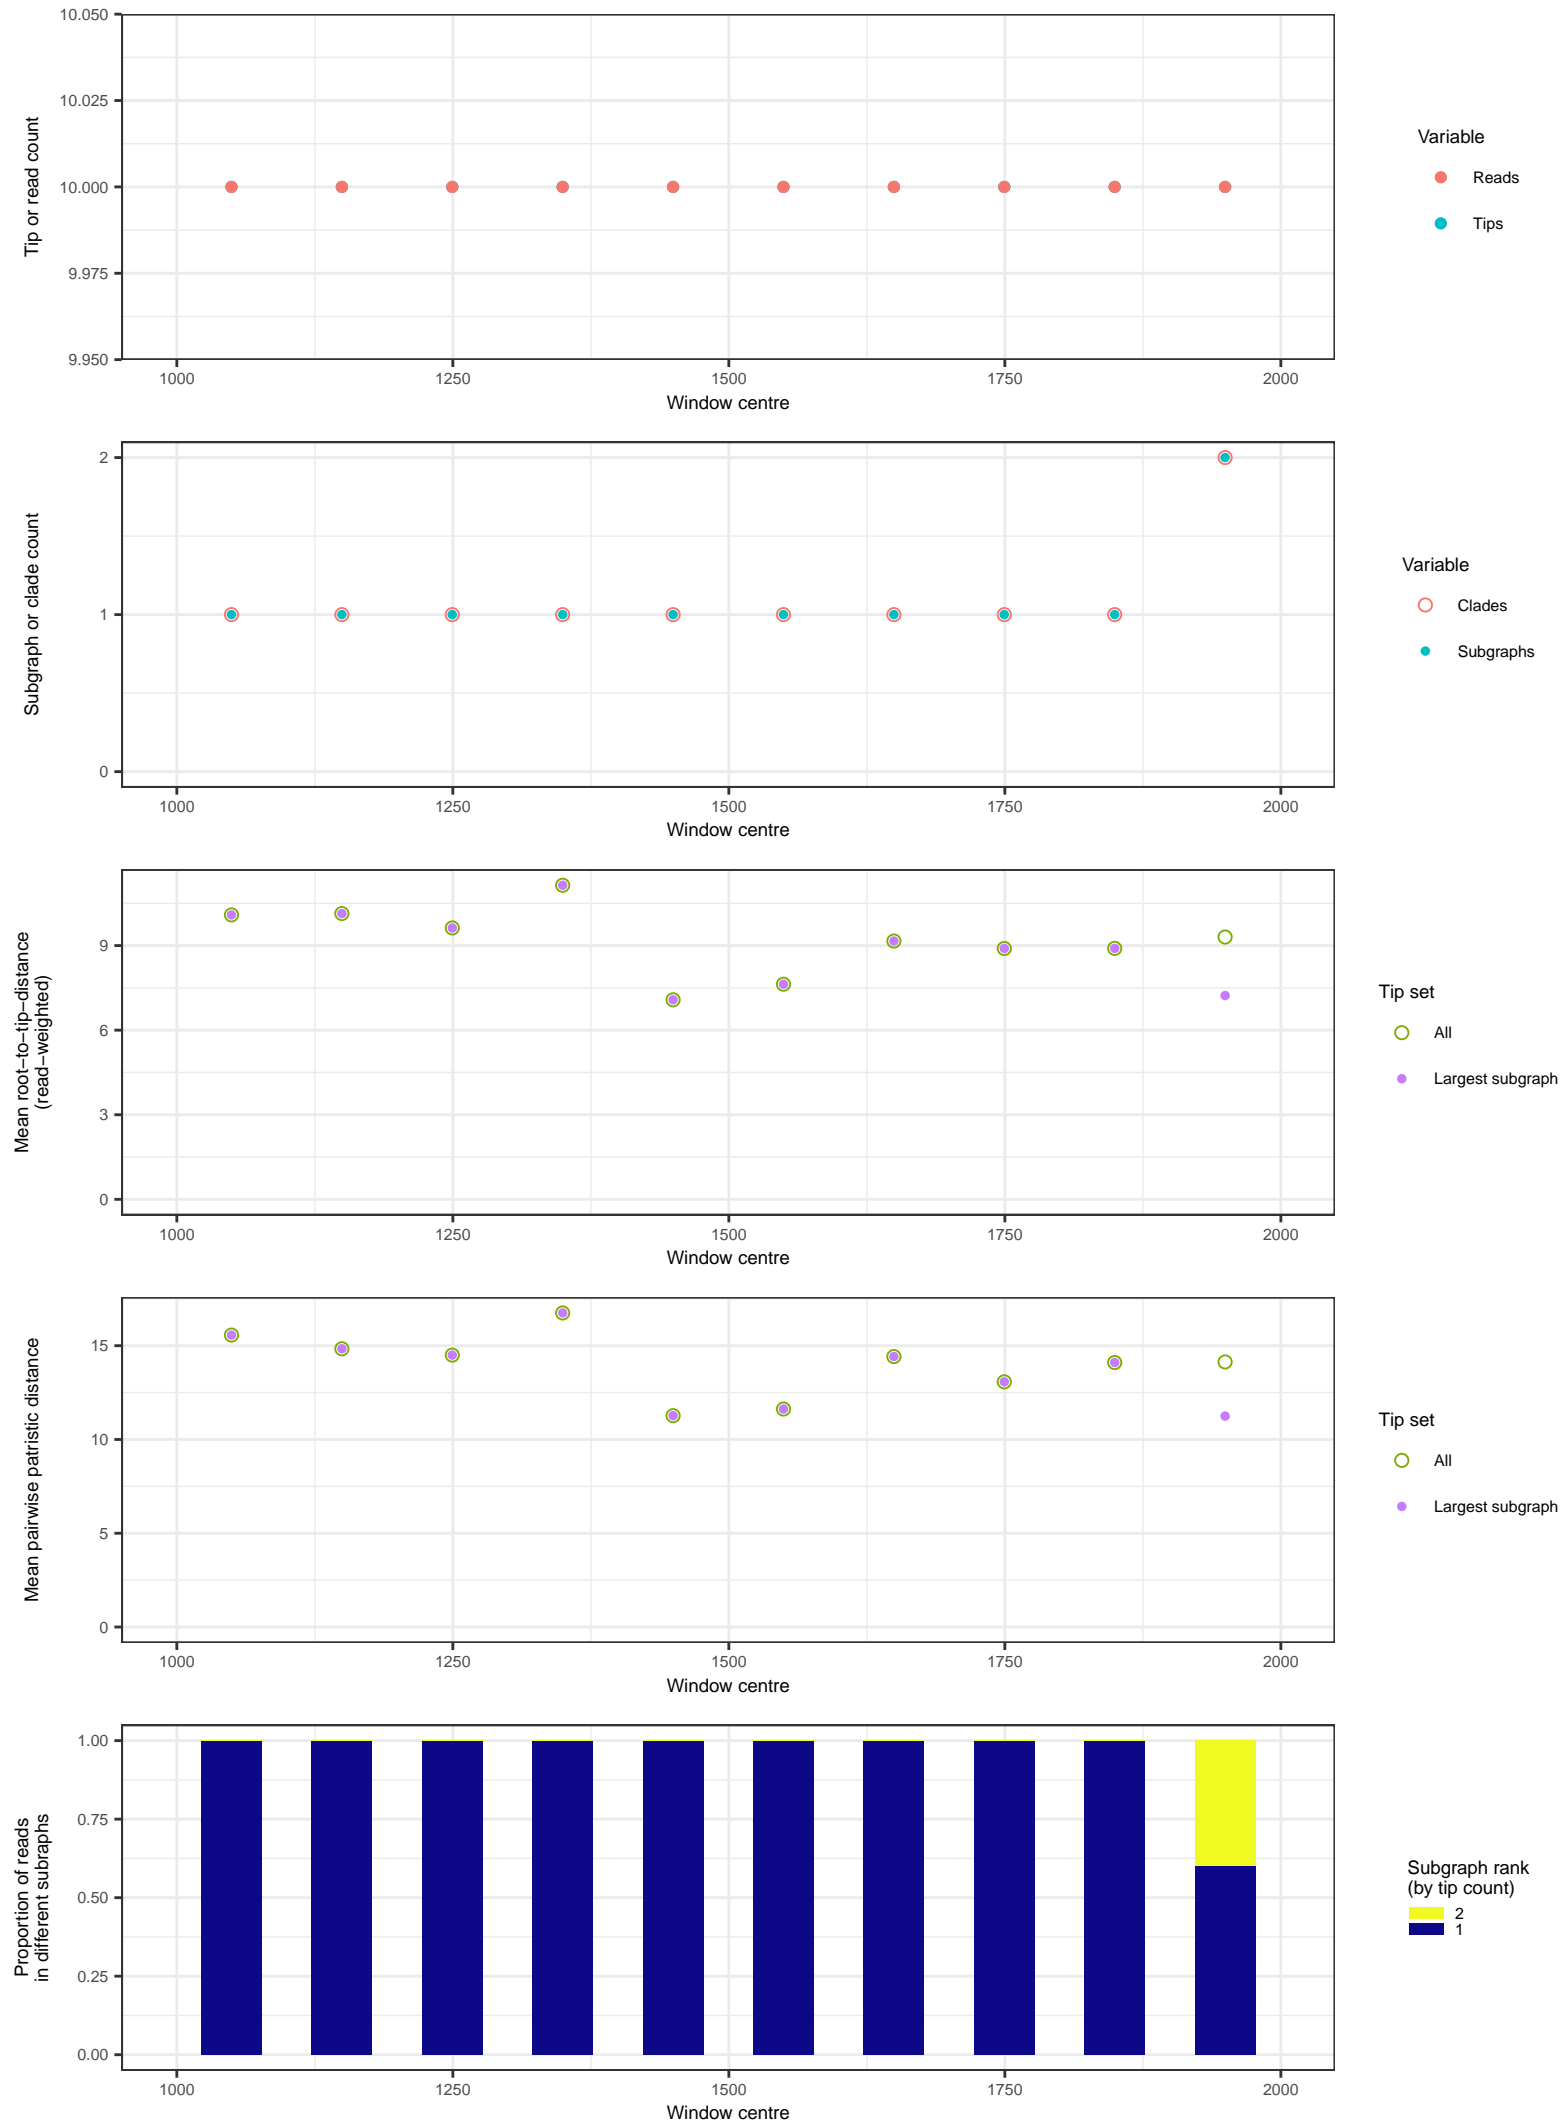 10.050
10.025
10.000
9.975
9.950
Tip or read count
1000 1250 1500 1750 2000
Window centre
Variable
Reads
Tips
2
1
0
Subgraph or clade count
1000 1250 1500 1750 2000
Window centre
Variable
Clades
Subgraphs
9
6
3
0
Mean root−to−tip−distance
(read−weighted)
1000 1250 1500 1750 2000
Window centre
Tip set
All
Largest subgraph
15
10
5
0
Mean pairwise patristic distance
1000 1250 1500 1750 2000
Window centre
Tip set
All
Largest subgraph
1.00
0.75
0.50
0.25
0.00
Proportion of reads
in different subraphs
1000 1250 1500 1750 2000
Window centre
Subgraph rank
(by tip count)
2
1